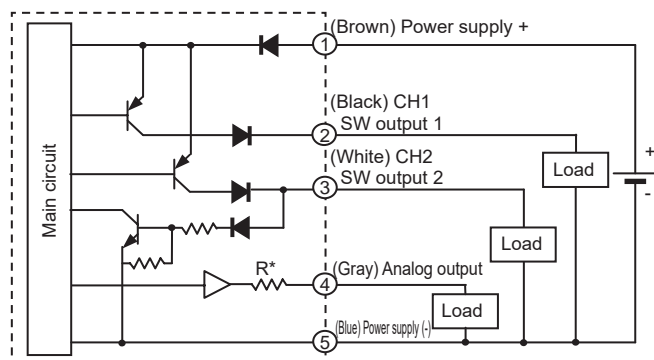 Main circuit
1
(Brown) Power supply +
(Black) CH1
2
SW output 1
(White) CH2
3
SW output 2
Load
+
-
Load
R*
4
(Gray) Analog output
Load
5
(Blue) Power supply (-)